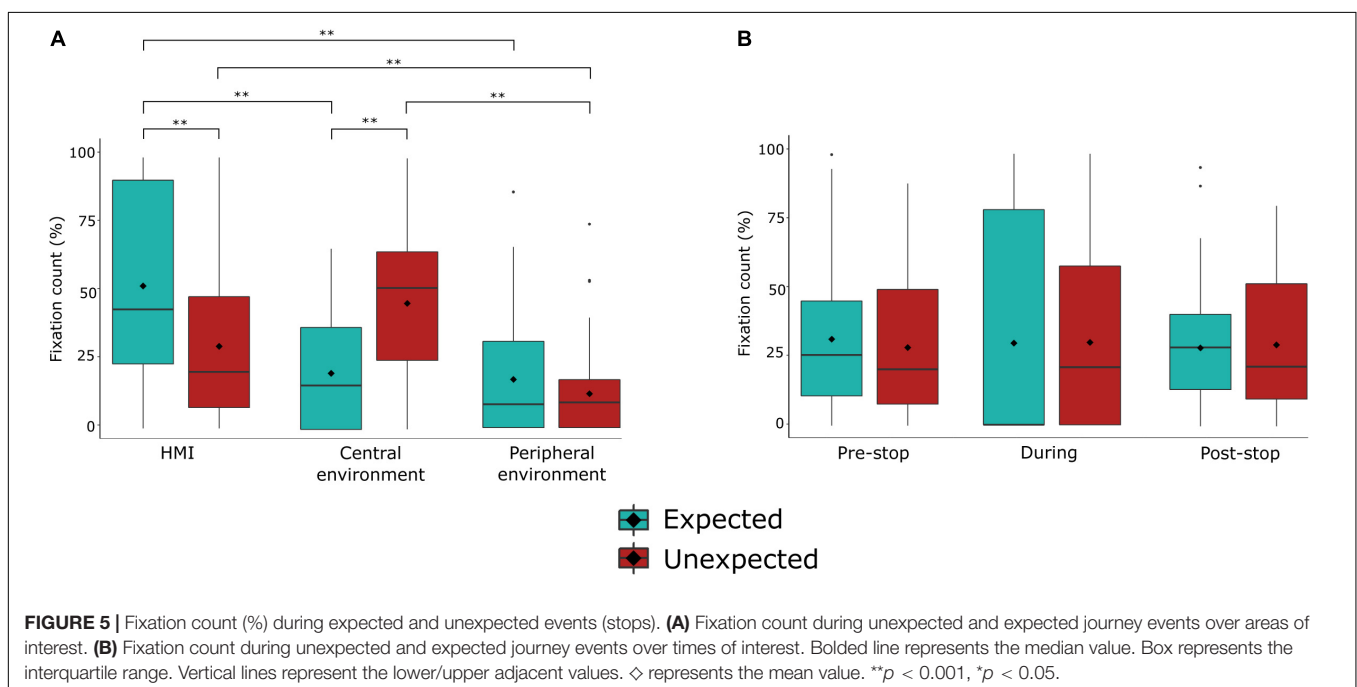 A
B
**
**
**
**
**
**
100
75
50
25
0
Fixation count (%)
HMI
Central
environment
Peripheral
environment
100
75
50
25
0
Fixation count (%)
Pre-stop
During
Post-stop
Expected
Unexpected
FIGURE 5 | Fixation count (%) during expected and unexpected events (stops). (A) Fixation count during unexpected and expected journey events over areas of
interest. (B) Fixation count during unexpected and expected journey events over times of interest. Bolded line represents the median value. Box represents the
interquartile range. Vertical lines represent the lower/upper adjacent values. ◇ represents the mean value. **p < 0.001, *p < 0.05.